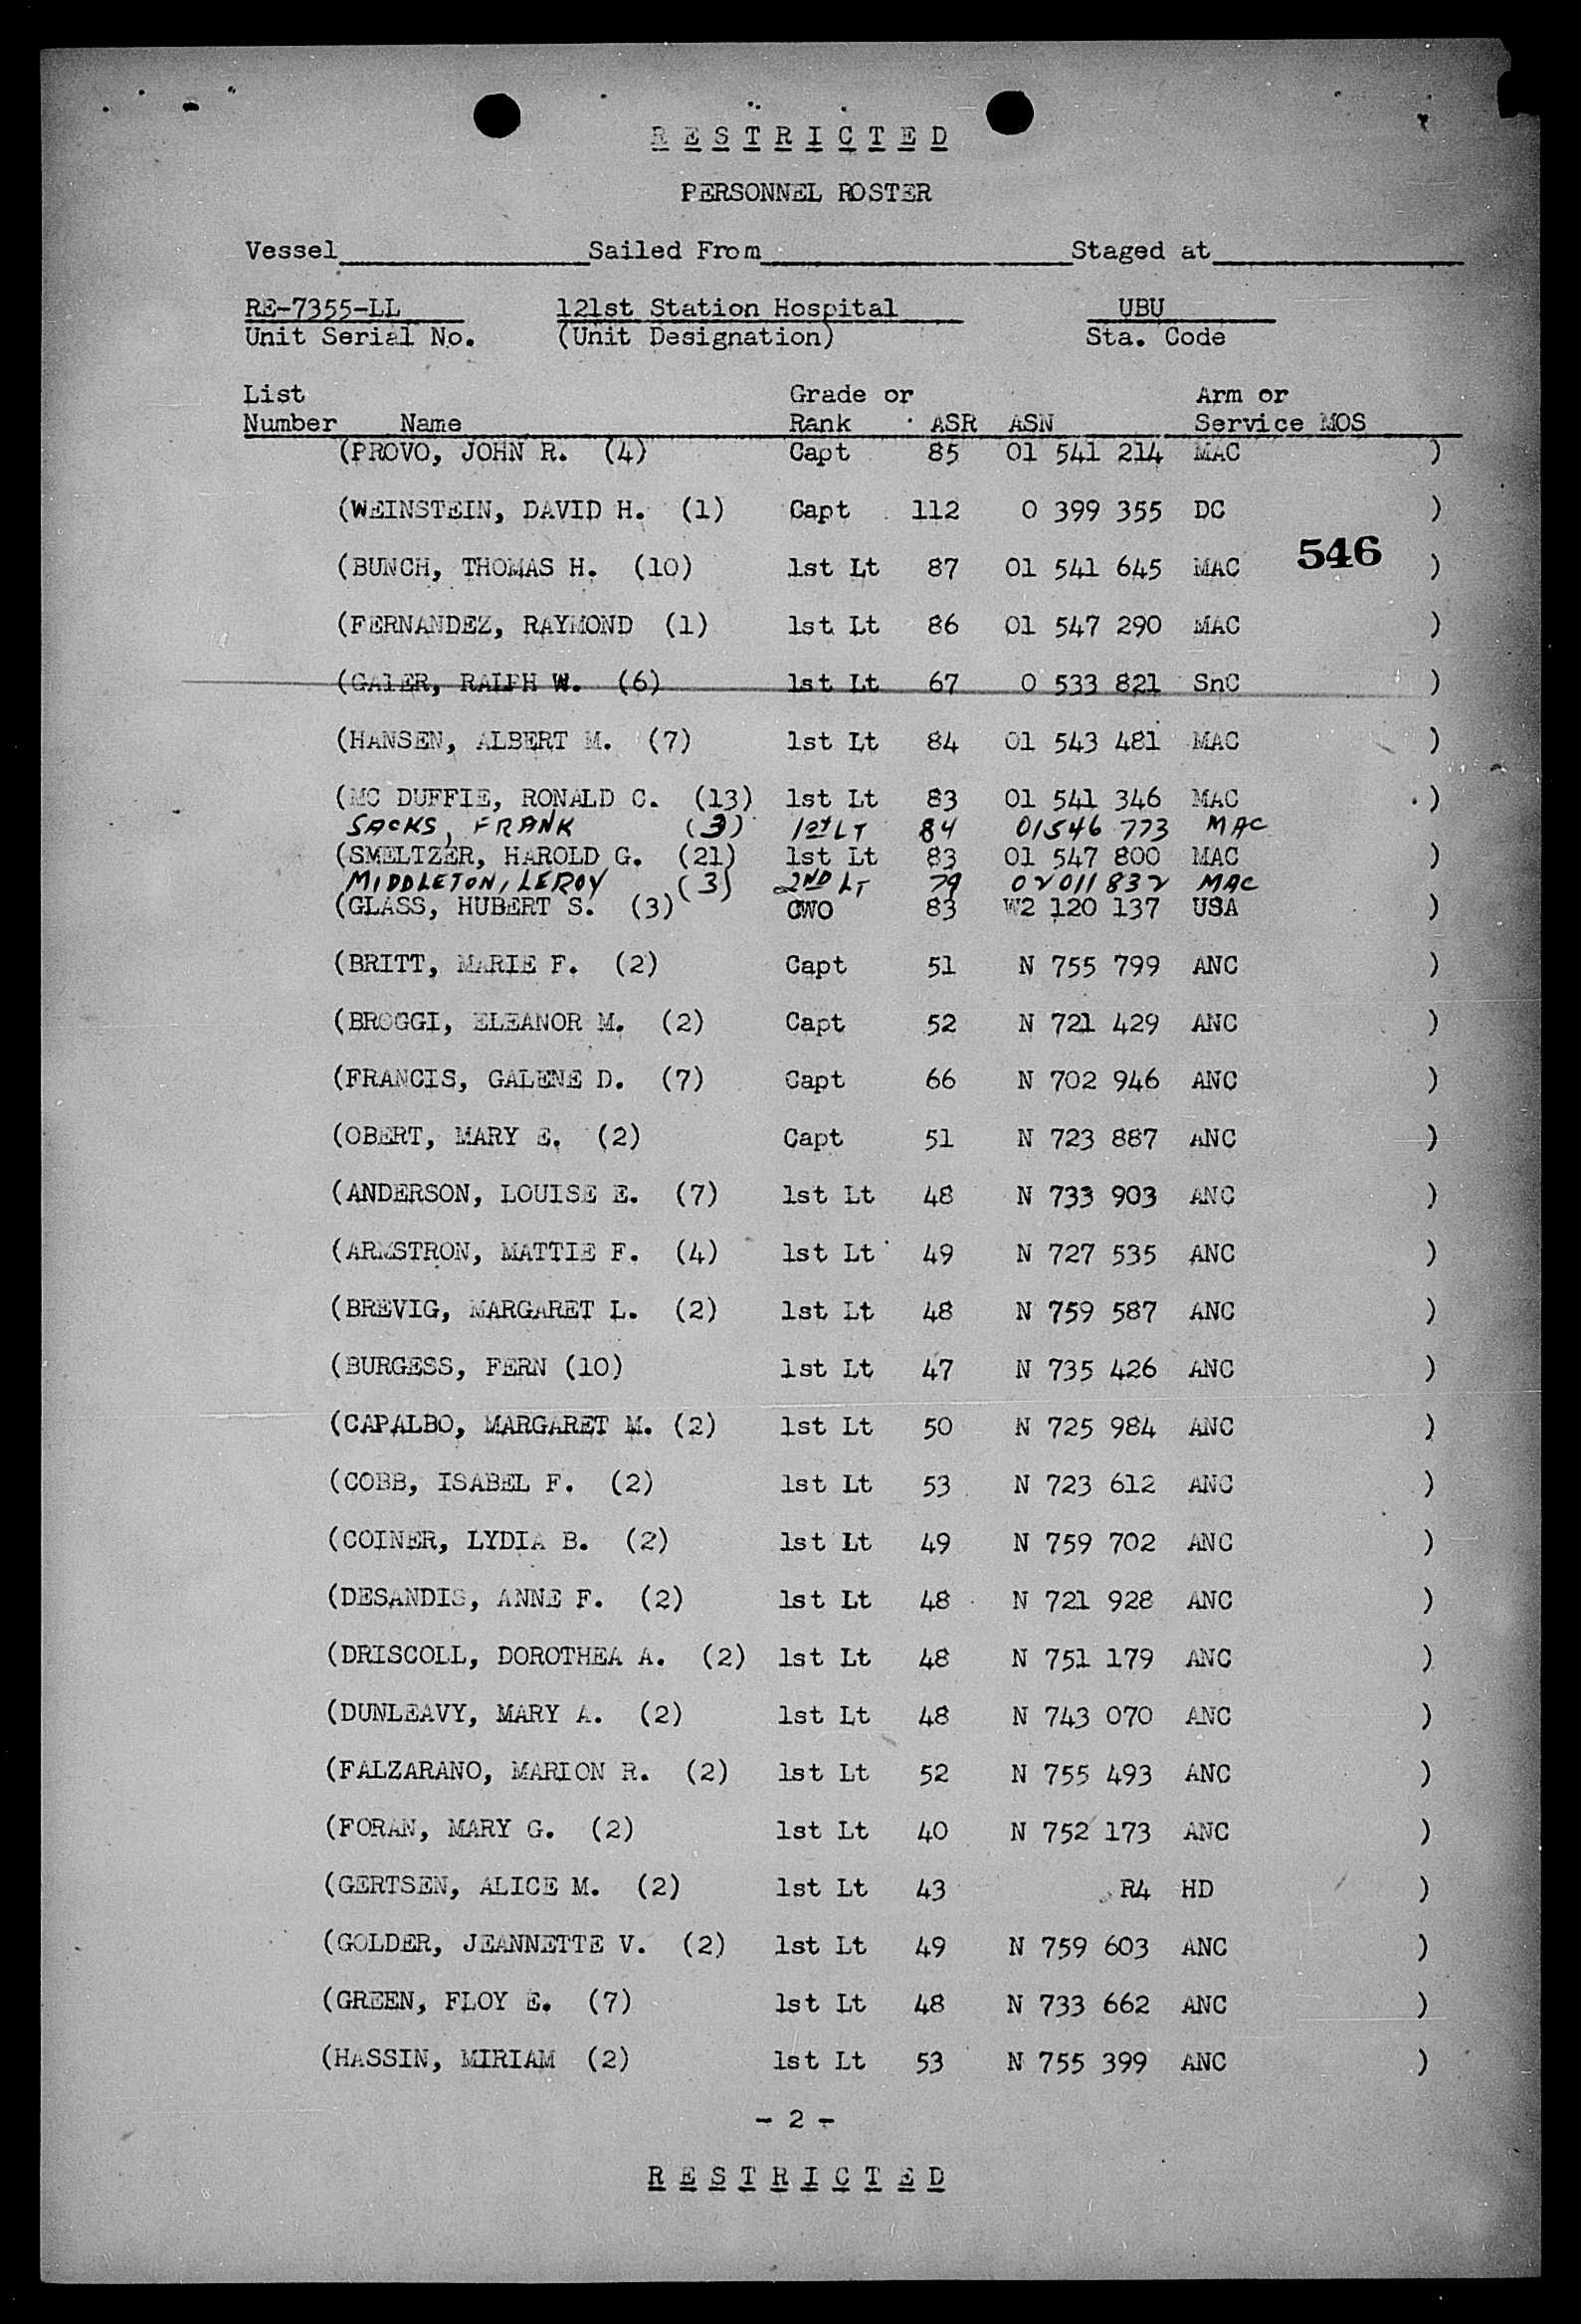 RESTRICTED
PERSONNEL ROSTER
Vessel Sailed From Staged at
RE-7355-LL 121st Station Hospital UBU
Unit Serial No. (Unit Designation) Sta. Code
List Grade or Arm or
Number Name Rank ASR ASN Service MOS
(PROVO, JOHN R. (4) Capt 85 01 541 214 MAC )
(WEINSTEIN, DAVID H. (1) Capt 112 0 399 355 DC )
546
(BUNCH, THOMAS H. (10) 1st Lt 87 01 541 645 MAC )
(FERNANDEZ, RAYMOND (1) 1st Lt 86 01 547 290 MAC )
(GAlER, RALPH W. (6) 1st Lt 67 0 533 821 SnC )
(HANSEN, ALBERT M. (7) 1st Lt 84 01 543 481 MAC )
(MC DUFFIE, RONALD C. (13) 1st Lt 83 01 541 346 MAC )
SACKS, FRANK (3) 1st LT 84 01546 773 MAC
(SMELTZER, HAROLD G. (21) 1st Lt 83 01 547 800 MAC )
MIDDLETON, LEROY (3) 2ND LT 79 02011832 MAC
(GLASS, HUBERT S. (3) CWO 83 W2 120 137 USA )
(BRITT, MARIE F. (2) Capt 51 N 755 799 ANC )
(BROGGI, ELEANOR M. (2) Capt 52 N 721 429 ANC )
(FRANCIS, GALENE D. (7) Capt 66 N 702 946 ANC )
(OBERT, MARY E. (2) Capt 51 N 723 887 ANC )
(ANDERSON, LOUISE E. (7) 1st Lt 48 N 733 903 ANC )
(ARMSTRON, MATTIE F. (4) 1st Lt 49 N 727 535 ANC )
(BREVIG, MARGARET L. (2) 1st Lt 48 N 759 587 ANC )
(BURGESS, FERN (10) 1st Lt 47 N 735 426 ANC )
(CAPALBO, MARGARET M. (2) 1st Lt 50 N 725 984 ANC )
(COBB, ISABEL F. (2) 1st Lt 53 N 723 612 ANC )
(COINER, LYDIA B. (2) 1st Lt 49 N 759 702 ANC )
(DESANDIS, ANNE F. (2) 1st Lt 48 N 721 928 ANC )
(DRISCOLL, DOROTHEA A. (2) 1st Lt 48 N 751 179 ANC )
(DUNLEAVY, MARY A. (2) 1st Lt 48 N 743 070 ANC )
(FALZARANO, MARION R. (2) 1st Lt 52 N 755 493 ANC )
(FORAN, MARY G. (2) 1st Lt 40 N 752 173 ANC )
(GERTSEN, ALICE M. (2) 1st Lt 43 R4 HD )
(GOLDER, JEANNETTE V. (2) 1st Lt 49 N 759 603 ANC )
(GREEN, FLOY E. (7) 1st Lt 48 N 733 662 ANC )
(HASSIN, MIRIAM (2) 1st Lt 53 N 755 399 ANC )
- 2 -
RESTRICTED